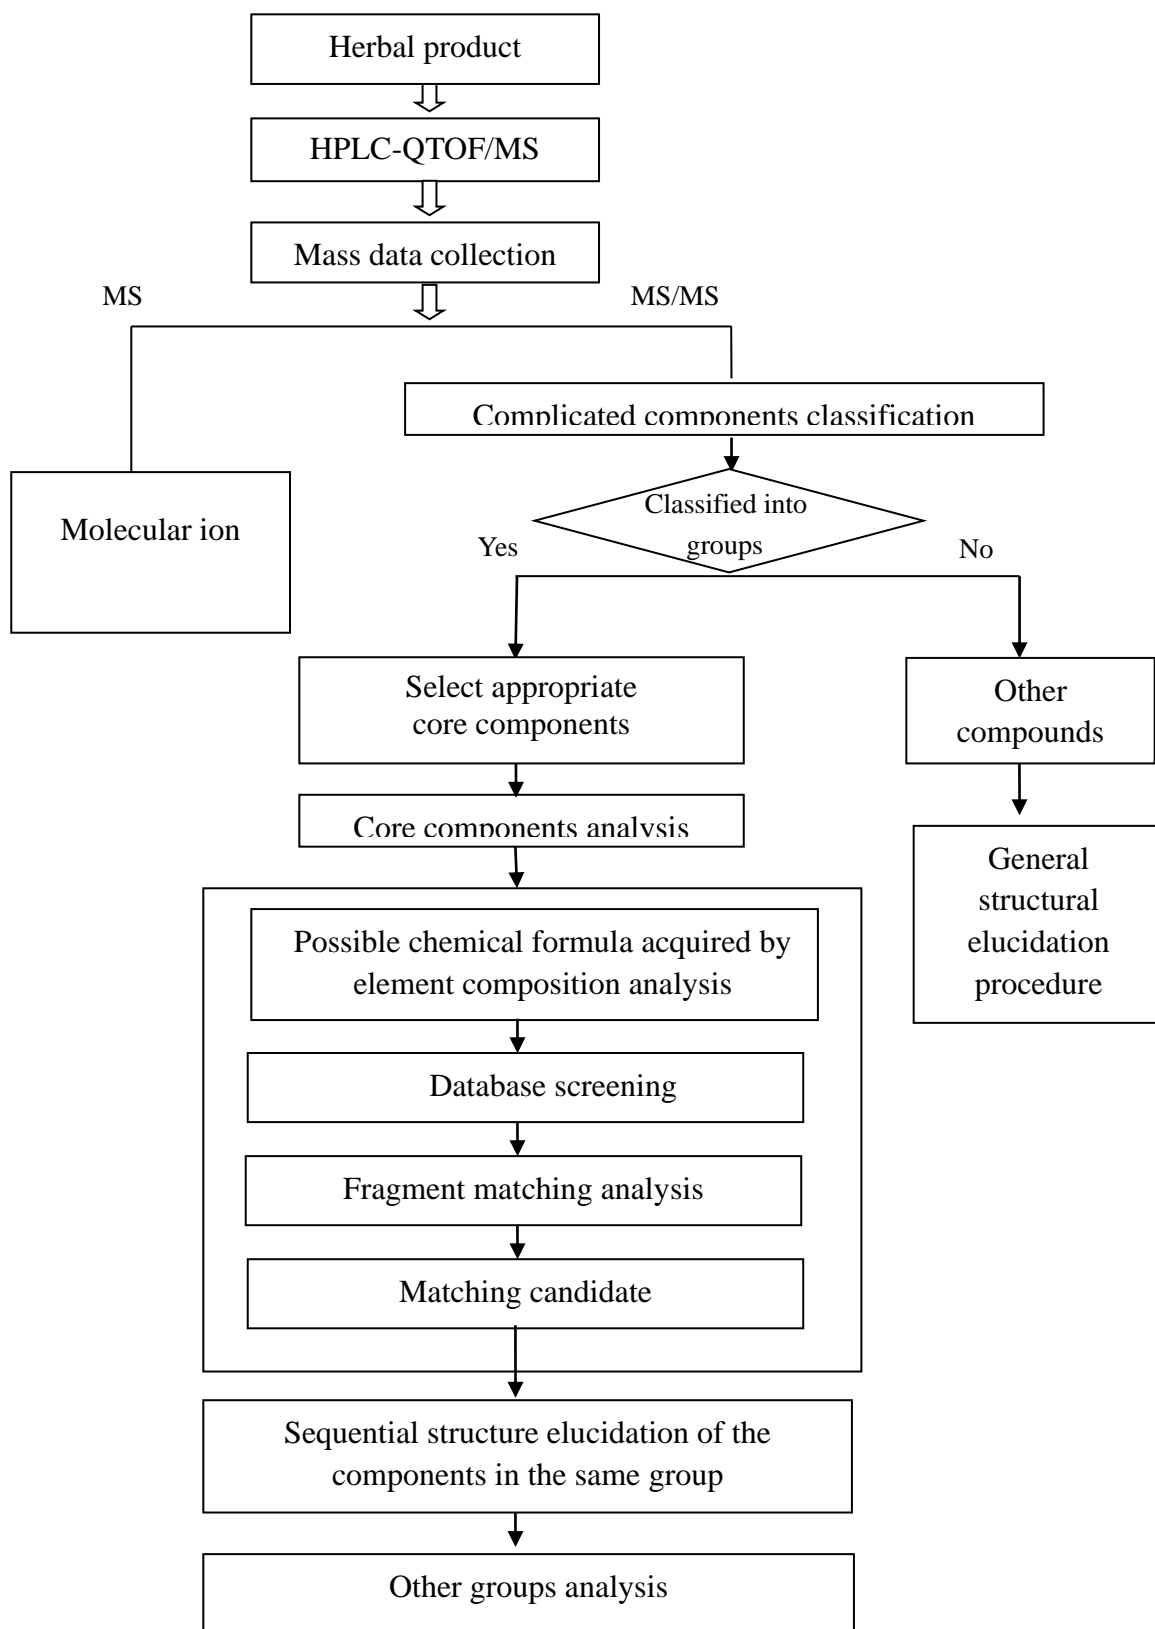 Herbal product
HPLC-QTOF/MS
Mass data collection
MS
MS/MS
Complicated components classification
Molecular ion
Classified into
groups
Yes
No
Select appropriate
core components
Other
compounds
Core components analysis
General
structural
elucidation
procedure
Possible chemical formula acquired by
element composition analysis
Database screening
Fragment matching analysis
Matching candidate
Sequential structure elucidation of the
components in the same group
Other groups analysis